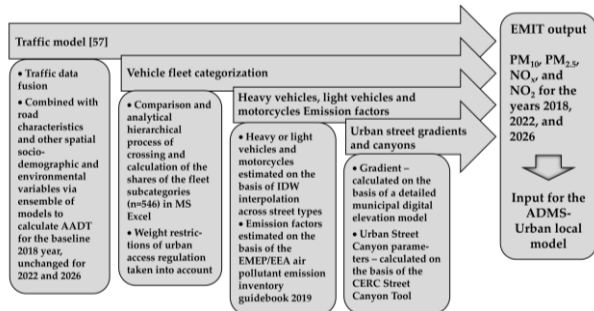 Traffic model [57]
• Traffic data
fusion
• Combined with
road
characteristics
and other spatial
socio-
demographic and
environmental
variables via
ensemble of
models to
calculate AADT
for the baseline
2018 year,
unchanged for
2022 and 2026
Vehicle fleet categorization
• Comparison and
analytical
hierarchical
process of
crossing and
calculation of the
shares of the fleet
subcategories
(n=546) in MS
Excel
• Weight restric-
tions of urban
access regulation
taken into account
Heavy vehicles, light vehicles and
motorcycles Emission factors
• Heavy or light
vehicles and
motorcycles
estimated on the
basis of IDW
interpolation
across street types
• Emission factors
estimated on the
basis of the
EMEP/EEA air
pollutant emission
inventory
guidebook 2019
Urban street gradients
and canyons
• Gradient –
calculated on the
basis of a detailed
municipal digital
elevation model
• Urban Street
Canyon parame-
ters – calculated
on the basis of
the CERC Street
Canyon Tool
EMIT output
PM₁₀, PM₂.₅,
NOₓ, and
NO₂ for the
years 2018,
2022, and
2026
Input for the
ADMS-
Urban local
model